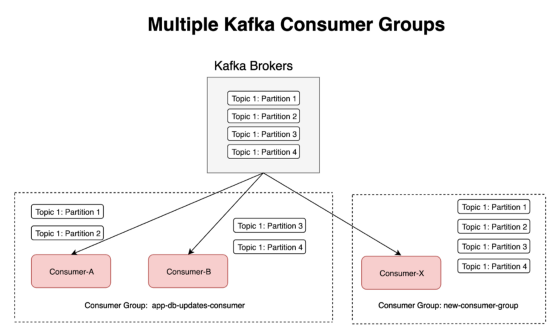 Multiple Kafka Consumer Groups
Kafka Brokers
Topic 1: Partition 1
Topic 1: Partition 2
Topic 1: Partition 3
Topic 1: Partition 4
Topic 1: Partition 1
Topic 1: Partition 2
Topic 1: Partition 3
Topic 1: Partition 4
Consumer-A
Consumer-B
Consumer Group: app-db-updates-consumer
Topic 1: Partition 1
Topic 1: Partition 2
Topic 1: Partition 3
Topic 1: Partition 4
Consumer-X
Consumer Group: new-consumer-group